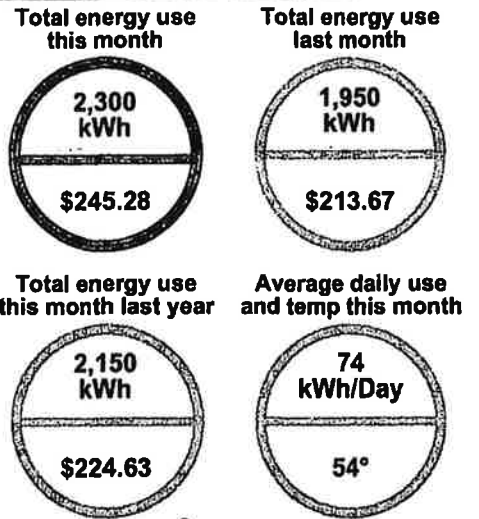 Total energy use
this month
2,300
kWh
$245.28
Total energy use
last month
1,950
kWh
$213.67
Total energy use
this month last year
2,150
kWh
$224.63
Average daily use
and temp this month
74
kWh/Day
54°